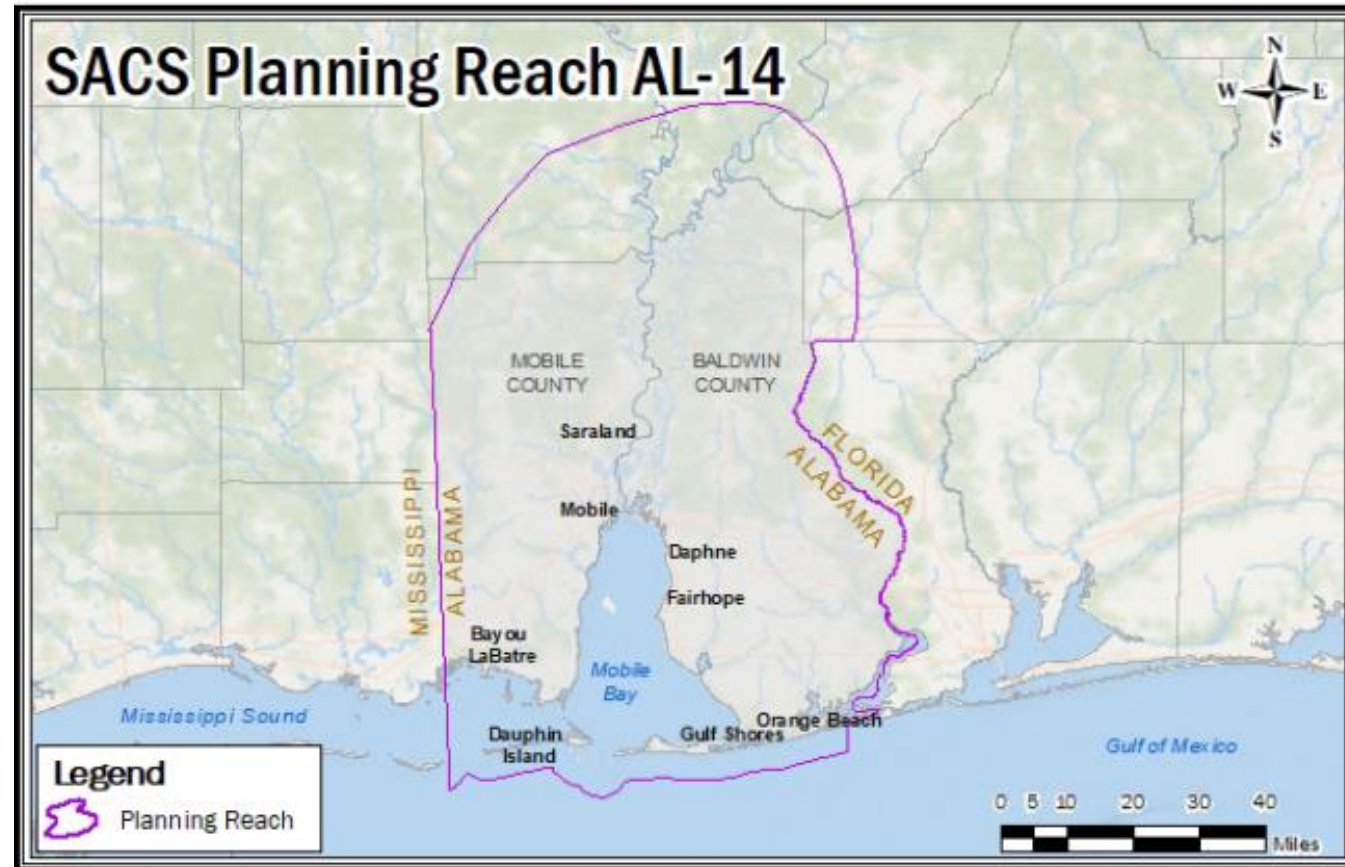 SACS Planning Reach AL-14
N
W E
S
MOBILE
COUNTY
BALDWIN
COUNTY
Saraland
FLORIDA
ALABAMA
MISSISSIPPI
ALABAMA
Mobile
Daphne
Fairhope
Bayou
LaBatre
Mobile
Bay
Mississippi Sound
Dauphin
Island
Gulf Shores
Orange Beach
Gulf of Mexico
Legend
Planning Reach
0 5 10 20 30 40
Miles